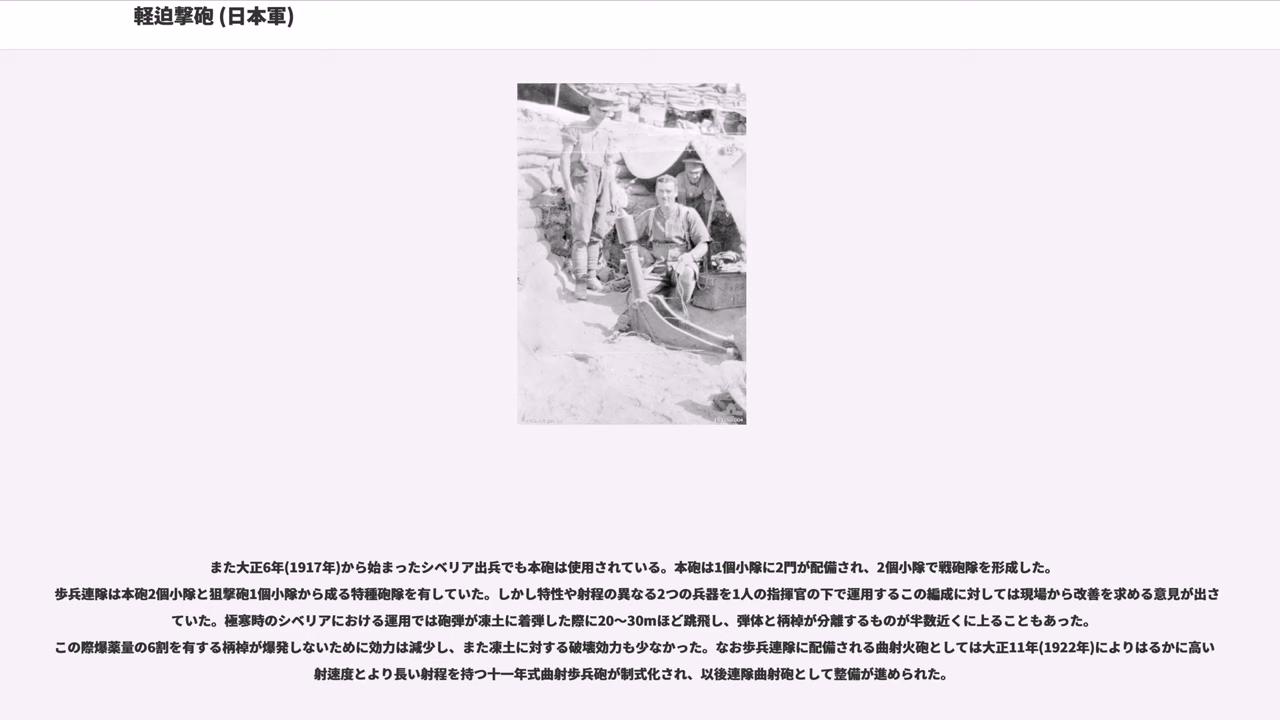 軽迫撃砲 (日本軍)
また大正6年(1917年)から始まったシベリア出兵でも本砲は使用されている。本砲は1個小隊に2門が配備され、2個小隊で戦砲隊を形成した。
歩兵連隊は本砲2個小隊と狙撃砲1個小隊から成る特種砲隊を有していた。しかし特性や射程の異なる2つの兵器を1人の指揮官の下で運用するこの編成に対しては現場から改善を求める意見が出さ
ていた。極寒時のシベリアにおける運用では砲弾が凍土に着弾した際に20〜30mほど跳飛し、弾体と柄棹が分離するものが半数近くに上ることもあった。
この際爆薬量の6割を有する柄棹が爆発しないために効力は減少し、また凍土に対する破壊効力も少なかった。なお歩兵連隊に配備される曲射火砲としては大正11年(1922年)によりはるかに高い
射速度とより長い射程を持つ十一年式曲射歩兵砲が制式化され、以後連隊曲射砲として整備が進められた。